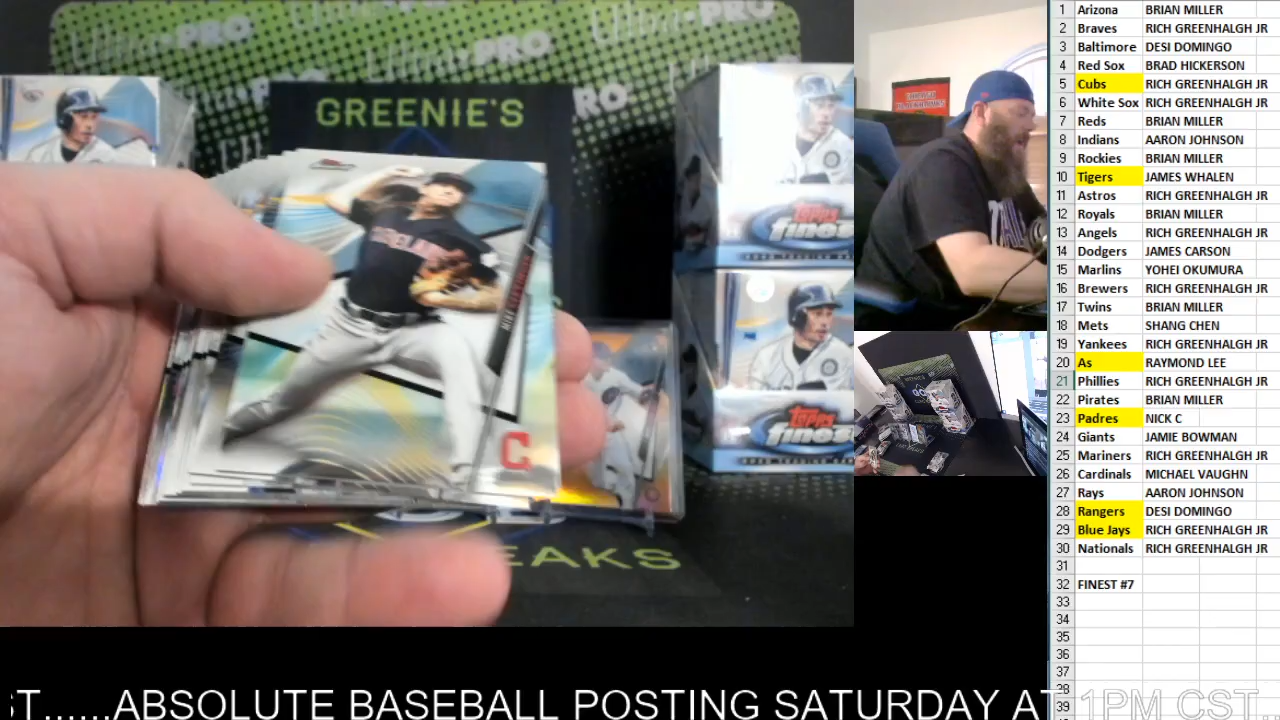 Ultra·PRO
GREENIE'S
EAKS
TOPPS
finest
TOPPS
finest
C
1 Arizona BRIAN MILLER
2 Braves RICH GREENHALGH JR
3 Baltimore DESI DOMINGO
4 Red Sox BRAD HICKERSON
5 Cubs RICH GREENHALGH JR
6 White Sox RICH GREENHALGH JR
7 Reds BRIAN MILLER
8 Indians AARON JOHNSON
9 Rockies BRIAN MILLER
10 Tigers JAMES WHALEN
11 Astros RICH GREENHALGH JR
12 Royals BRIAN MILLER
13 Angels RICH GREENHALGH JR
14 Dodgers JAMES CARSON
15 Marlins YOHEI OKUMURA
16 Brewers RICH GREENHALGH JR
17 Twins BRIAN MILLER
18 Mets SHANG CHEN
19 Yankees RICH GREENHALGH JR
20 As RAYMOND LEE
21 Phillies RICH GREENHALGH JR
22 Pirates BRIAN MILLER
23 Padres NICK C
24 Giants JAMIE BOWMAN
25 Mariners RICH GREENHALGH JR
26 Cardinals MICHAEL VAUGHN
27 Rays AARON JOHNSON
28 Rangers DESI DOMINGO
29 Blue Jays RICH GREENHALGH JR
30 Nationals RICH GREENHALGH JR
31
32 FINEST #7
33
34
35
36
37
38
39
ST......ABSOLUTE BASEBALL POSTING SATURDAY AT 1PM CST...